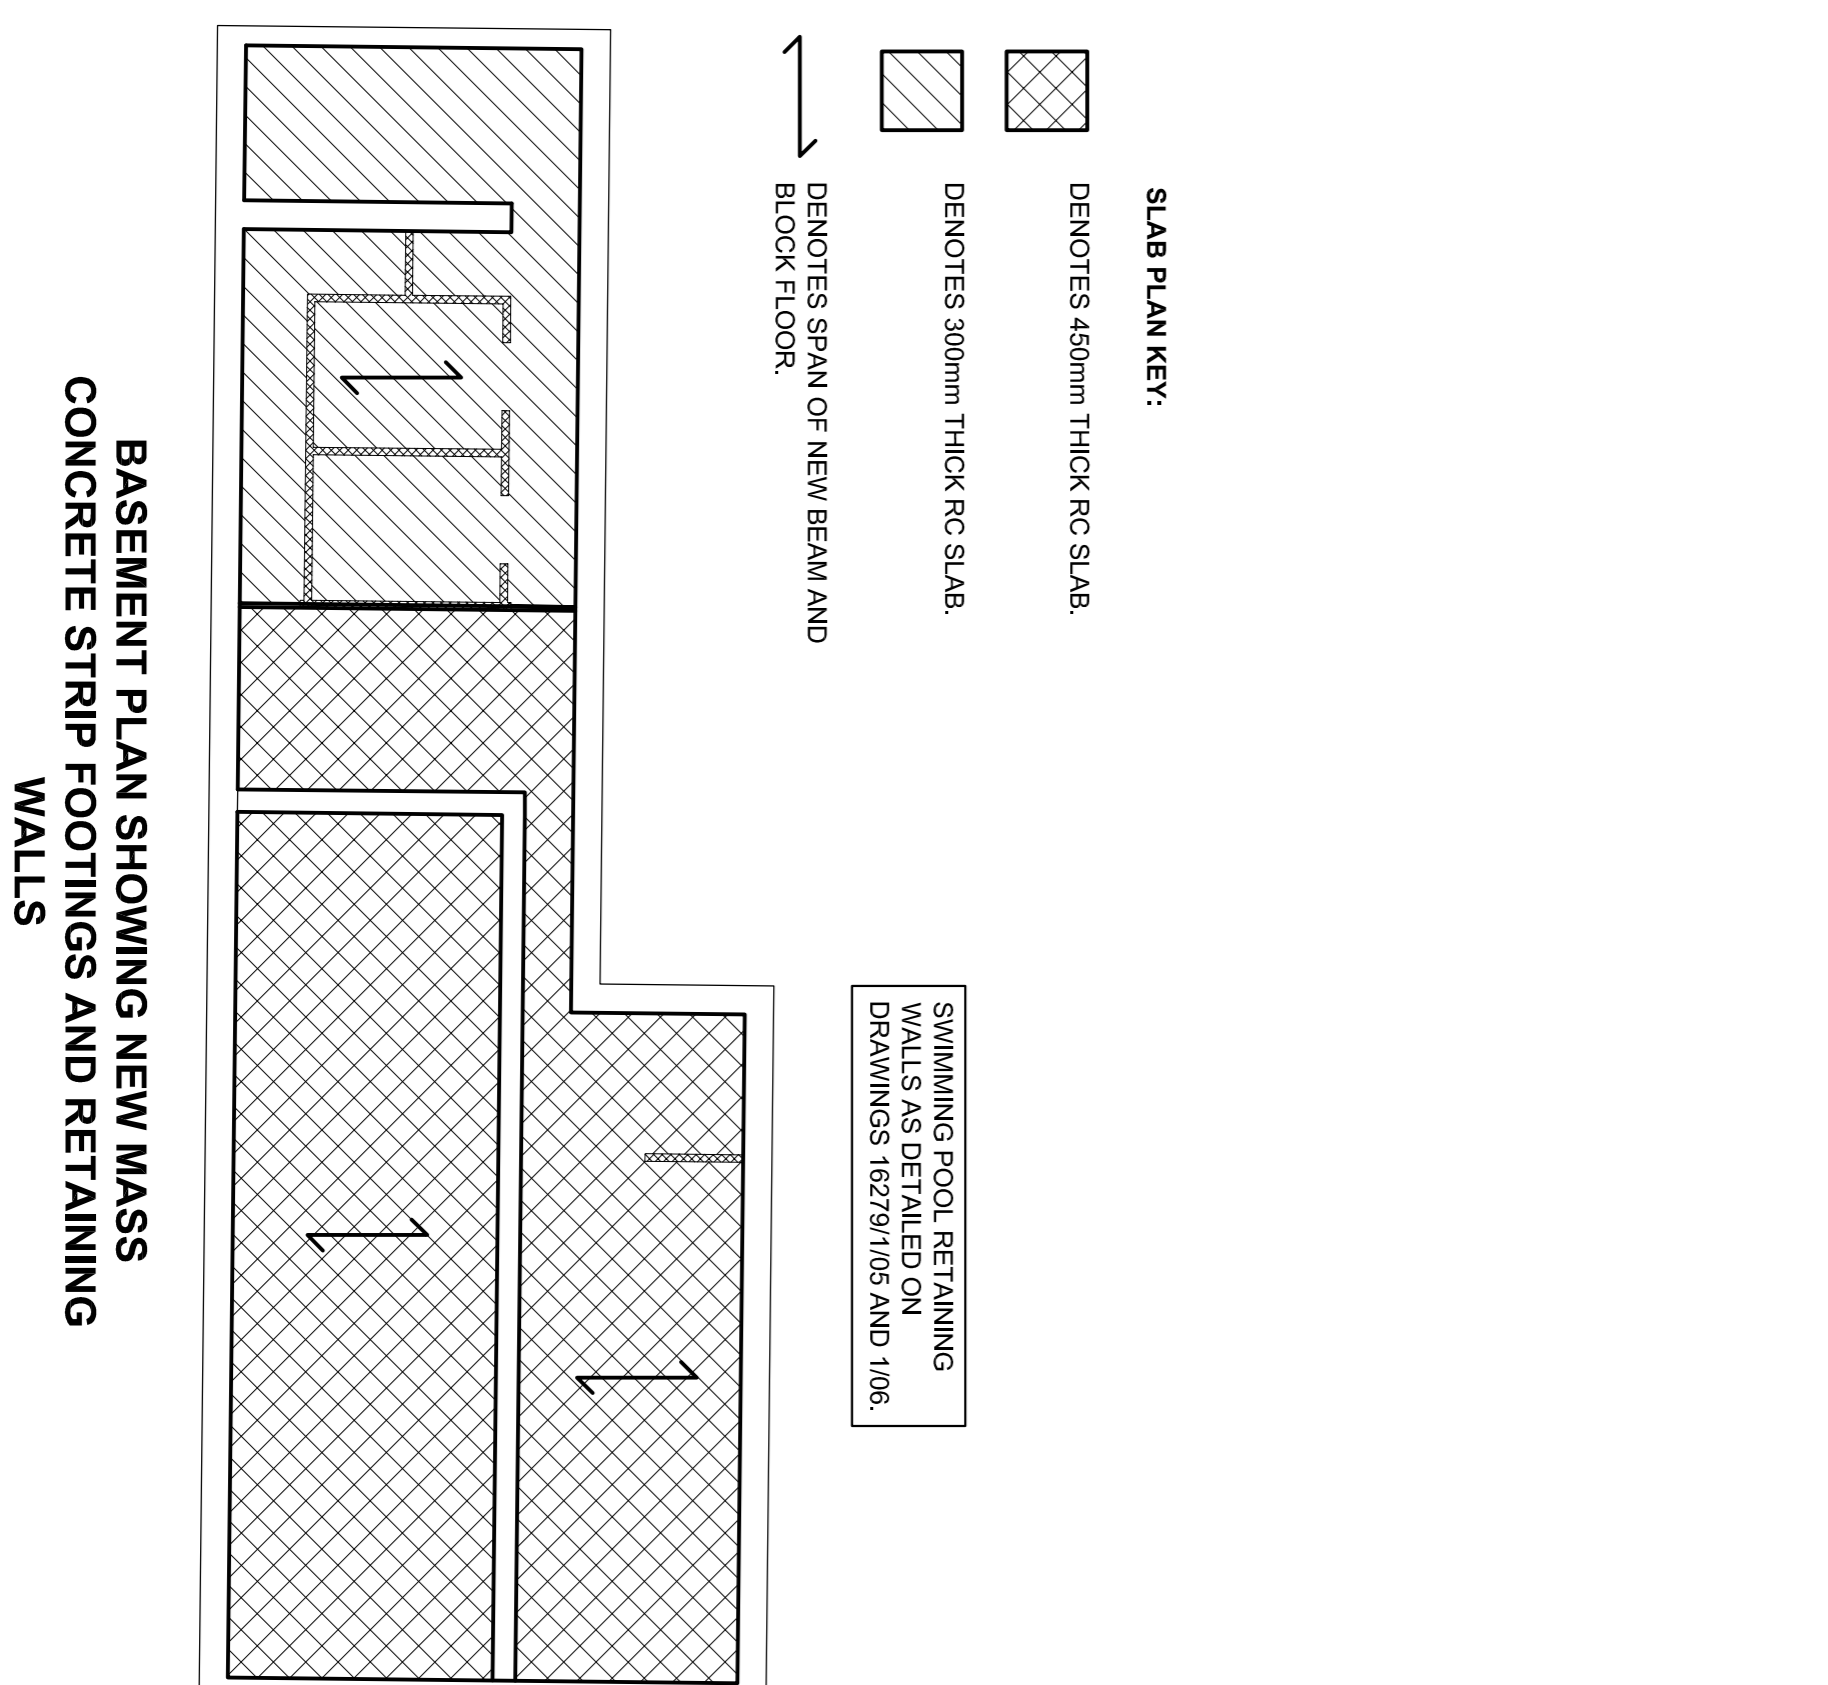 SLAB PLAN KEY:
DENOTES 450mm THICK RC SLAB.
DENOTES 300mm THICK RC SLAB.
DENOTES SPAN OF NEW BEAM AND
BLOCK FLOOR.
SWIMMING POOL RETAINING
WALLS AS DETAILED ON
DRAWINGS 16279/1/05 AND 1/06.
BASEMENT PLAN SHOWING NEW MASS
CONCRETE STRIP FOOTINGS AND RETAINING
WALLS